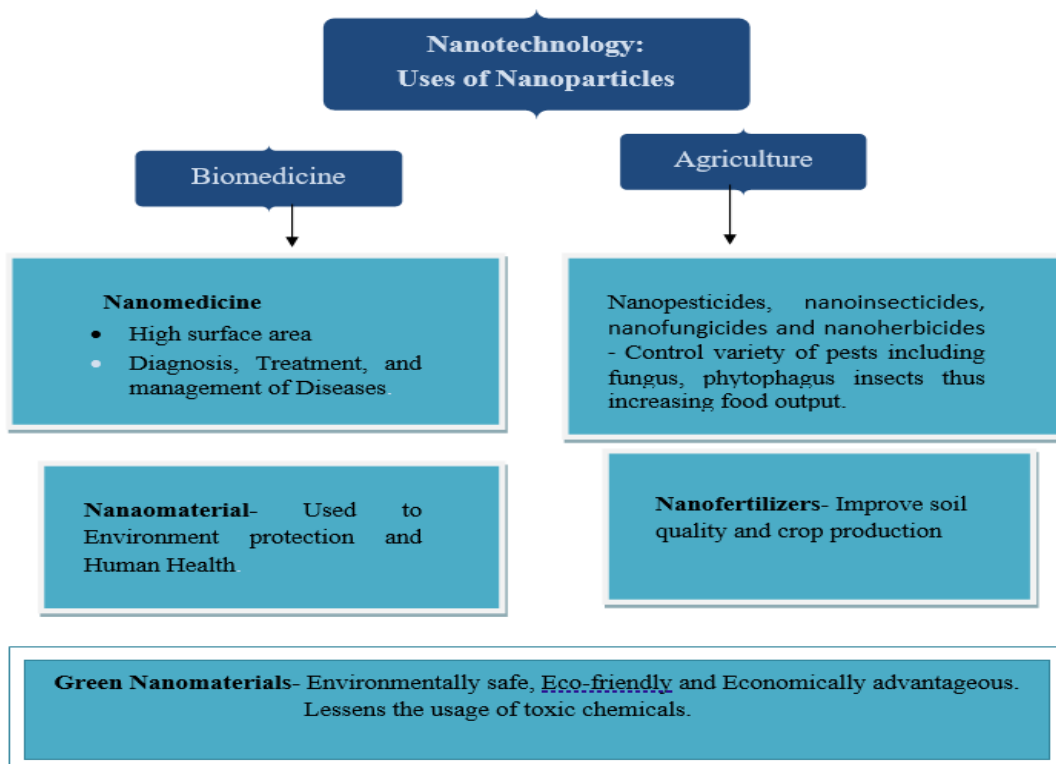 Nanotechnology:
Uses of Nanoparticles
Biomedicine
Agriculture
Nanomedicine
• High surface area
• Diagnosis, Treatment, and
management of Diseases.
Nanopesticides, nanoinsecticides,
nanofungicides and nanoherbicides
- Control variety of pests including
fungus, phytophagus insects thus
increasing food output.
Nanaomaterial- Used to
Environment protection and
Human Health.
Nanofertilizers- Improve soil
quality and crop production
Green Nanomaterials- Environmentally safe, Eco-friendly and Economically advantageous.
Lessens the usage of toxic chemicals.